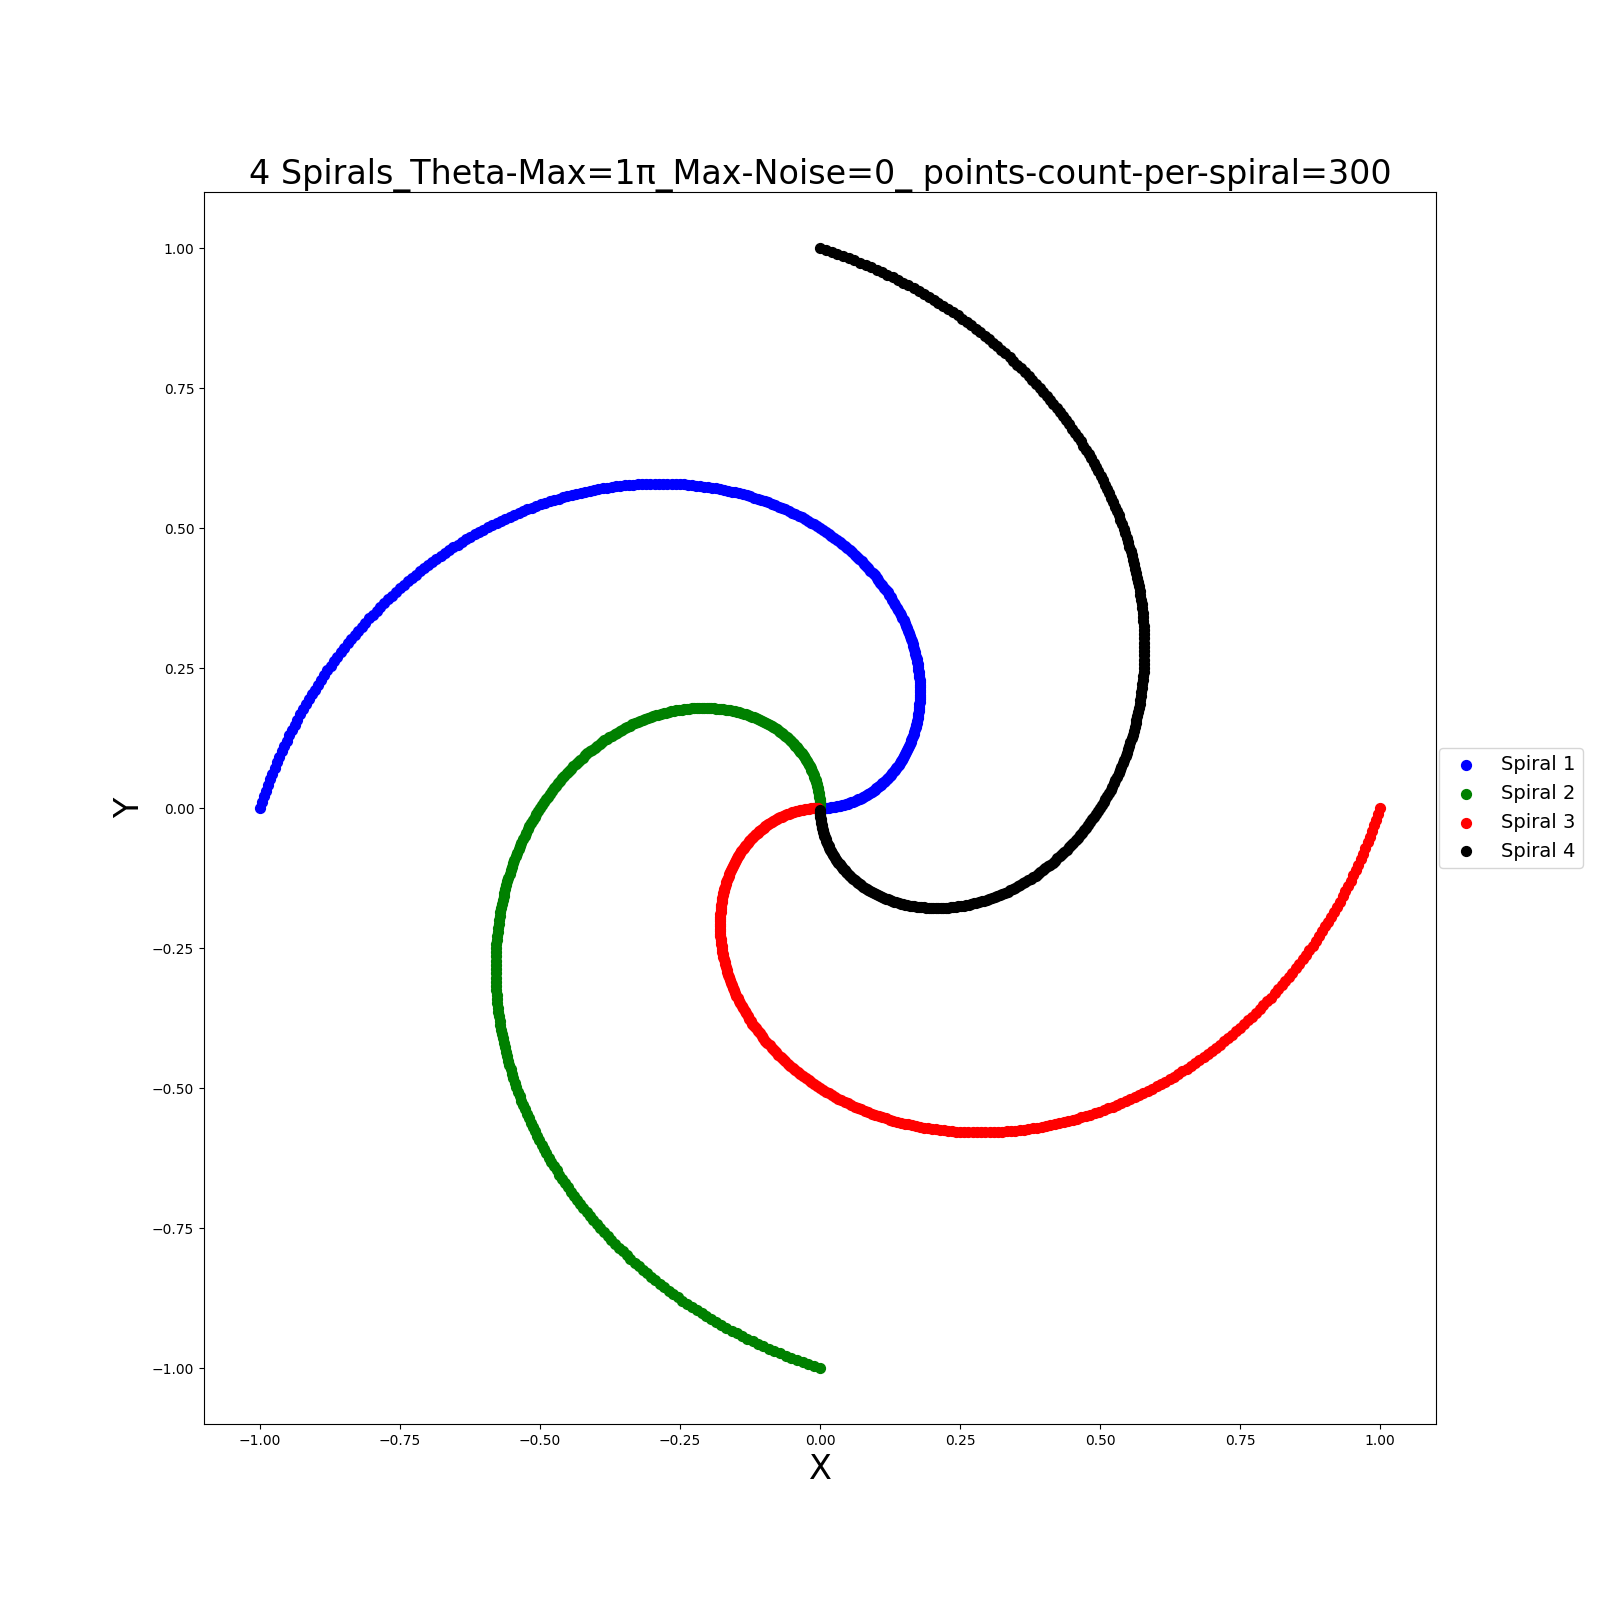 4 Spirals_Theta-Max=1π_Max-Noise=0_ points-count-per-spiral=300
1.00
0.75
0.50
0.25
0.00
−0.25
−0.50
−0.75
−1.00
Y
−1.00 −0.75 −0.50 −0.25 0.00 0.25 0.50 0.75 1.00
X
Spiral 1
Spiral 2
Spiral 3
Spiral 4